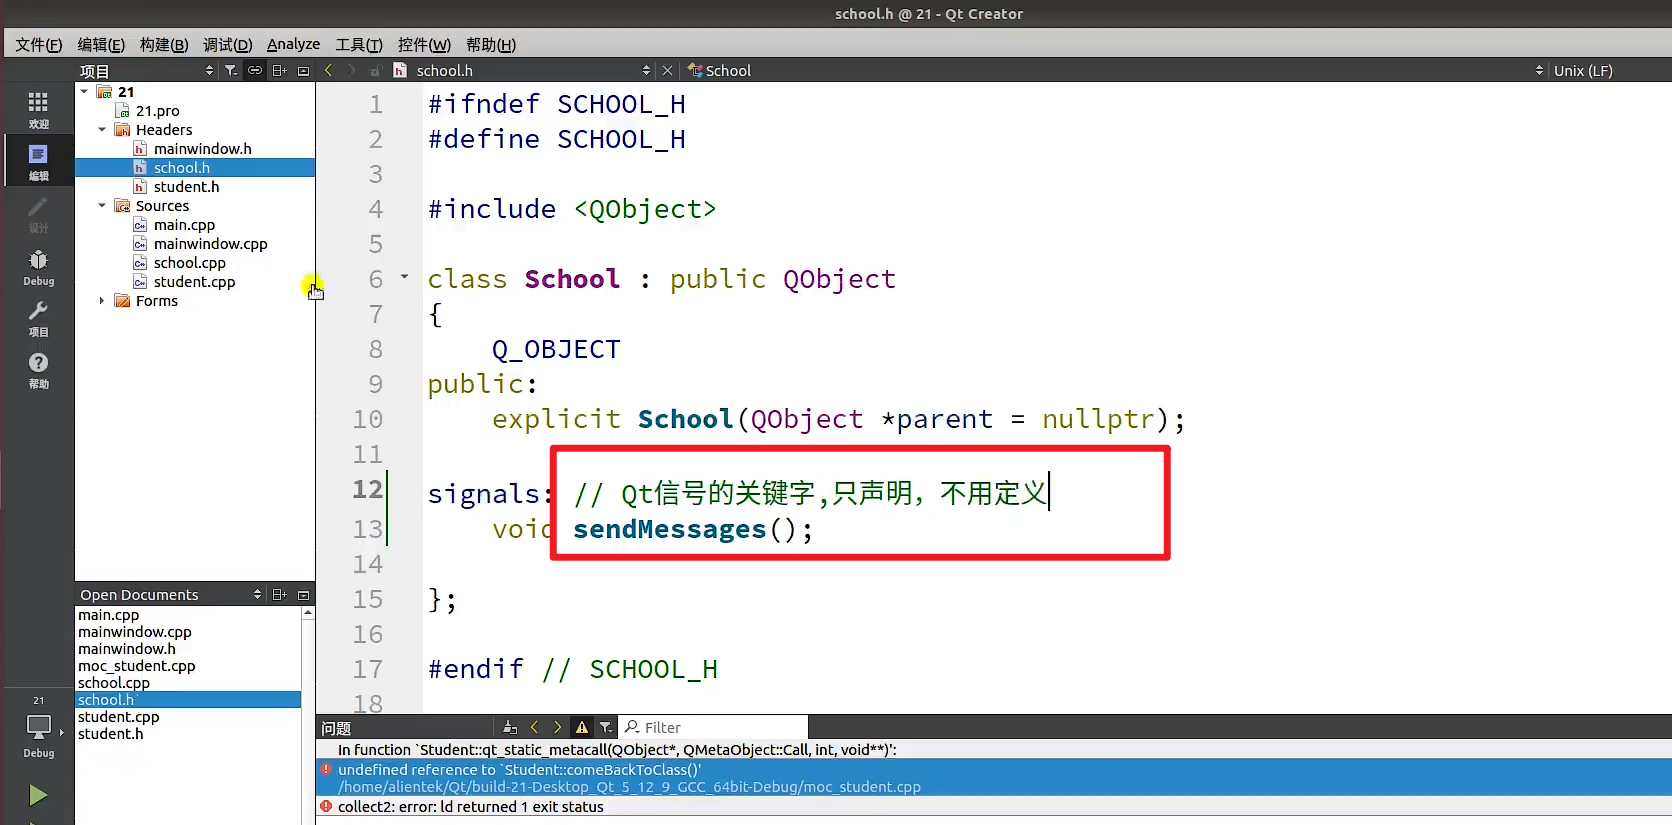 school.h @ 21 - Qt Creator
文件(F) 编辑(E) 构建(B) 调试(D) Analyze 工具(T) 控件(W) 帮助(H)
项目
school.h
School
Unix (LF)
欢迎
编辑
设计
Debug
项目
帮助
21
21.pro
Headers
mainwindow.h
school.h
student.h
Sources
main.cpp
mainwindow.cpp
school.cpp
student.cpp
Forms
1 #ifndef SCHOOL_H
2 #define SCHOOL_H
3
4 #include <QObject>
5
6 class School : public QObject
7 {
8 Q_OBJECT
9 public:
10 explicit School(QObject *parent = nullptr);
11
12 signals: // Qt信号的关键字,只声明，不用定义
13 void sendMessages();
14
15 };
16
17 #endif // SCHOOL_H
18
Open Documents
main.cpp
mainwindow.cpp
mainwindow.h
moc_student.cpp
school.cpp
school.h*
student.cpp
student.h
21
Debug
问题
Filter
In function `Student::qt_static_metacall(QObject*, QMetaObject::Call, int, void**)':
undefined reference to `Student::comeBackToClass()'
/home/alientek/Qt/build-21-Desktop_Qt_5_12_9_GCC_64bit-Debug/moc_student.cpp
collect2: error: ld returned 1 exit status